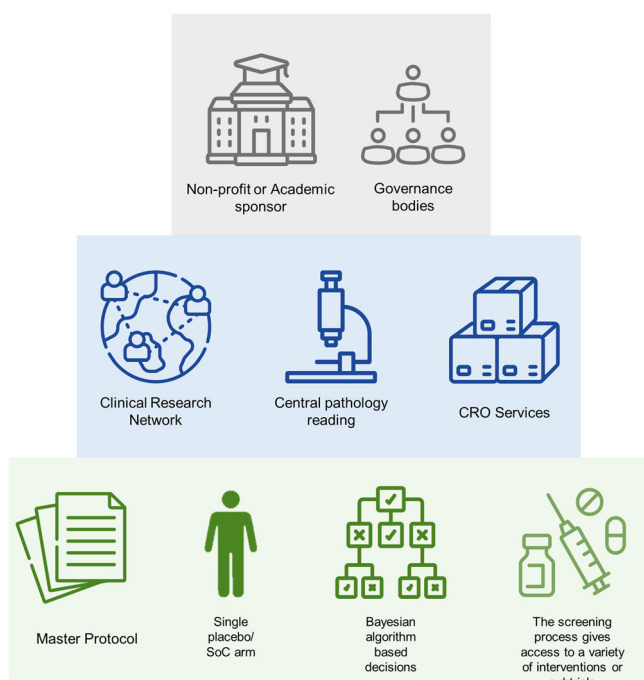 Non-profit or Academic
sponsor
Governance
bodies
Clinical Research
Network
Central pathology
reading
CRO Services
Master Protocol
Single
placebo/
SoC arm
Bayesian
algorithm
based
decisions
The screening
process gives
access to a variety
of interventions or